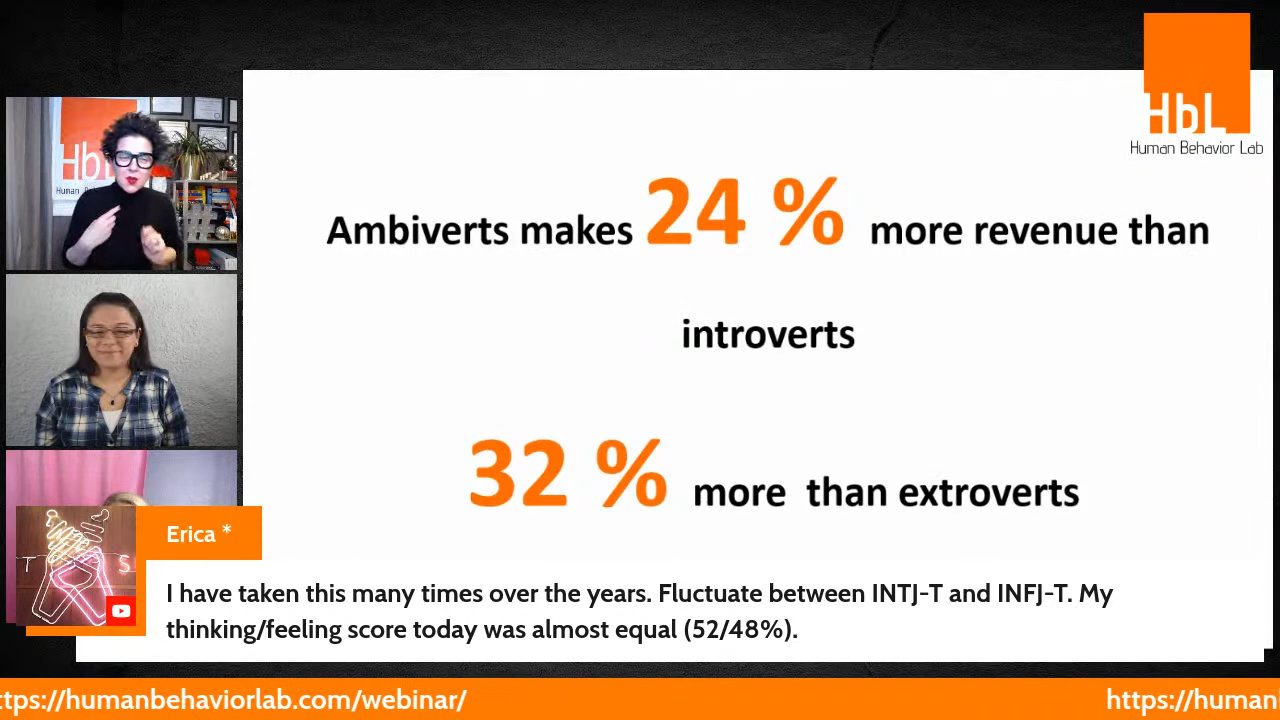 HbL
Human Behavior Lab
HbL
Ambiverts makes 24 % more revenue than
introverts
32 % more than extroverts
Erica *
I have taken this many times over the years. Fluctuate between INTJ-T and INFJ-T. My
thinking/feeling score today was almost equal (52/48%).
ttps://humanbehaviorlab.com/webinar/
https://human